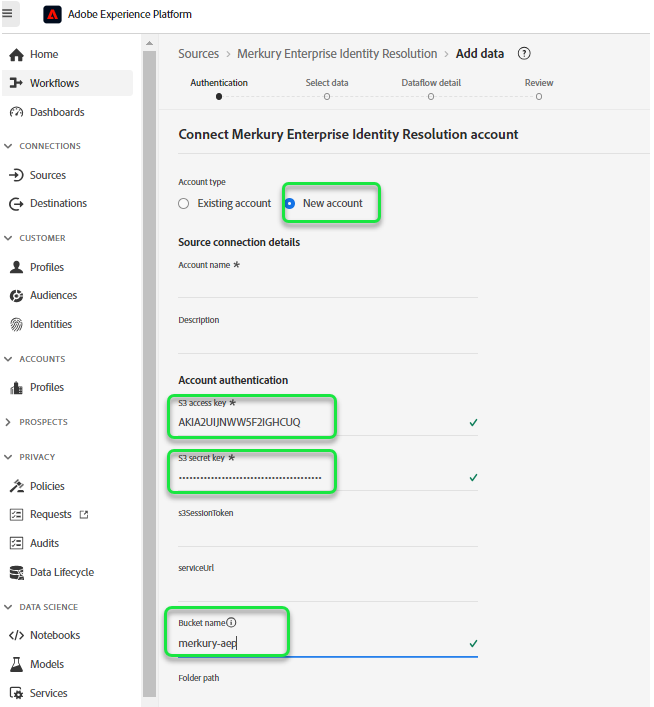 Adobe Experience Platform
Home
Workflows
Dashboards
CONNECTIONS
Sources
Destinations
CUSTOMER
Profiles
Audiences
Identities
ACCOUNTS
Profiles
PROSPECTS
PRIVACY
Policies
Requests
Audits
Data Lifecycle
DATA SCIENCE
Notebooks
Models
Services
Sources > Merkury Enterprise Identity Resolution > Add data ?
Authentication Select data Dataflow detail Review
Connect Merkury Enterprise Identity Resolution account
Account type
Existing account New account
Source connection details
Account name *
Description
Account authentication
S3 access key *
AKIA2UIJNWW5F2IGHCUQ
S3 secret key *
s3SessionToken
serviceUrl
Bucket name
merkury-aep
Folder path